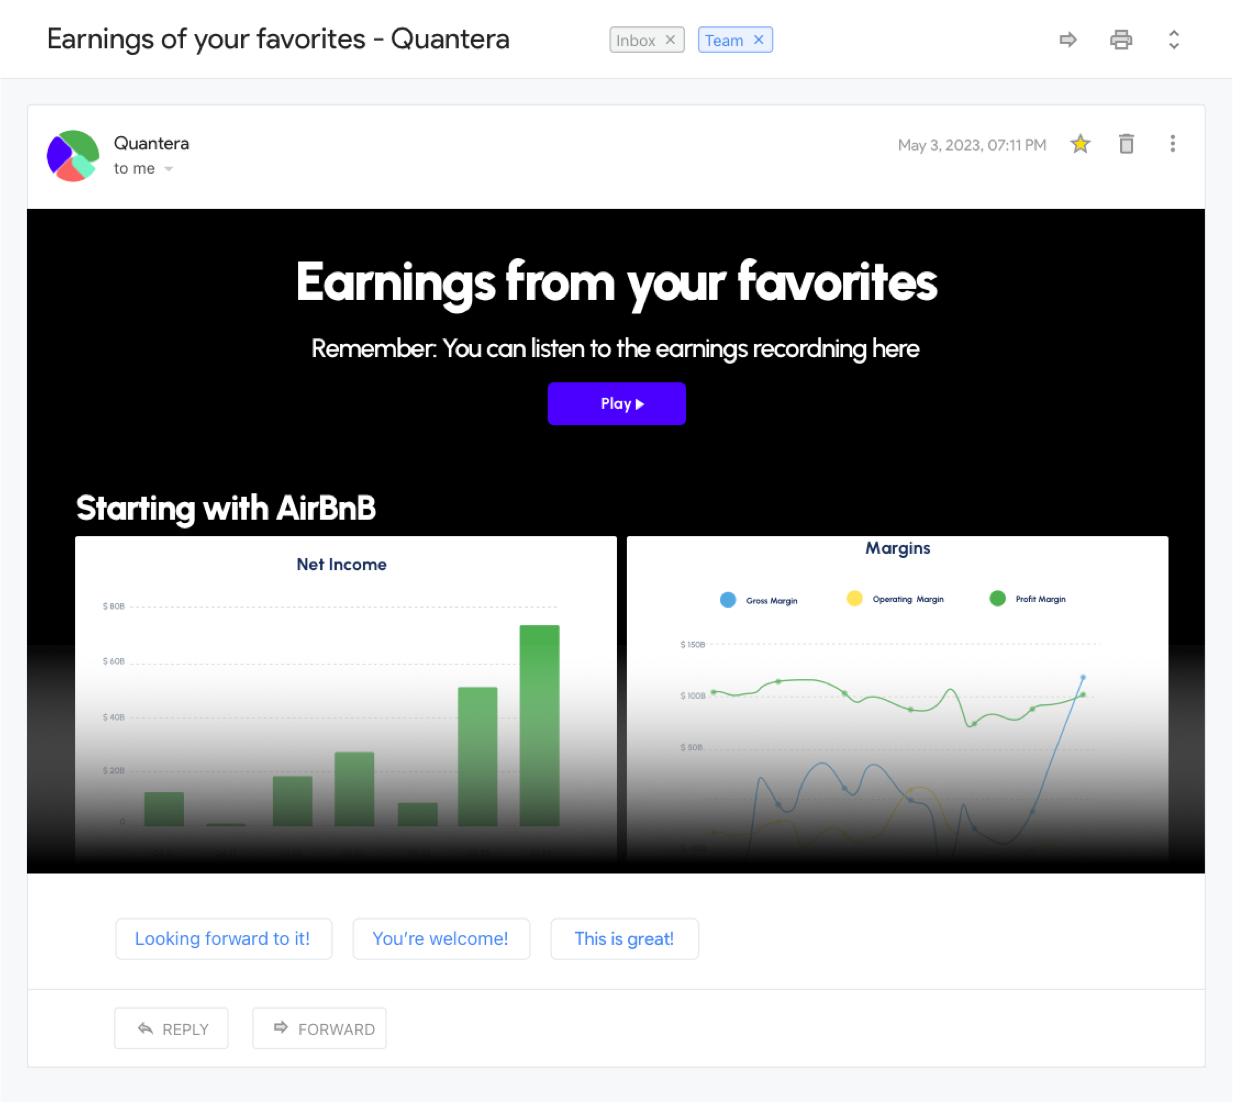 Earnings of your favorites - Quantera
Inbox ×
Team ×
Quantera
to me
May 3, 2023, 07:11 PM
Earnings from your favorites
Remember: You can listen to the earnings recordning here
Play
Starting with AirBnB
Net Income
$ 80B
$ 60B
$ 40B
$ 20B
0
Margins
Gross Margin
Operating Margin
Profit Margin
$ 150B
$ 100B
$ 50B
Looking forward to it!
You're welcome!
This is great!
REPLY
FORWARD